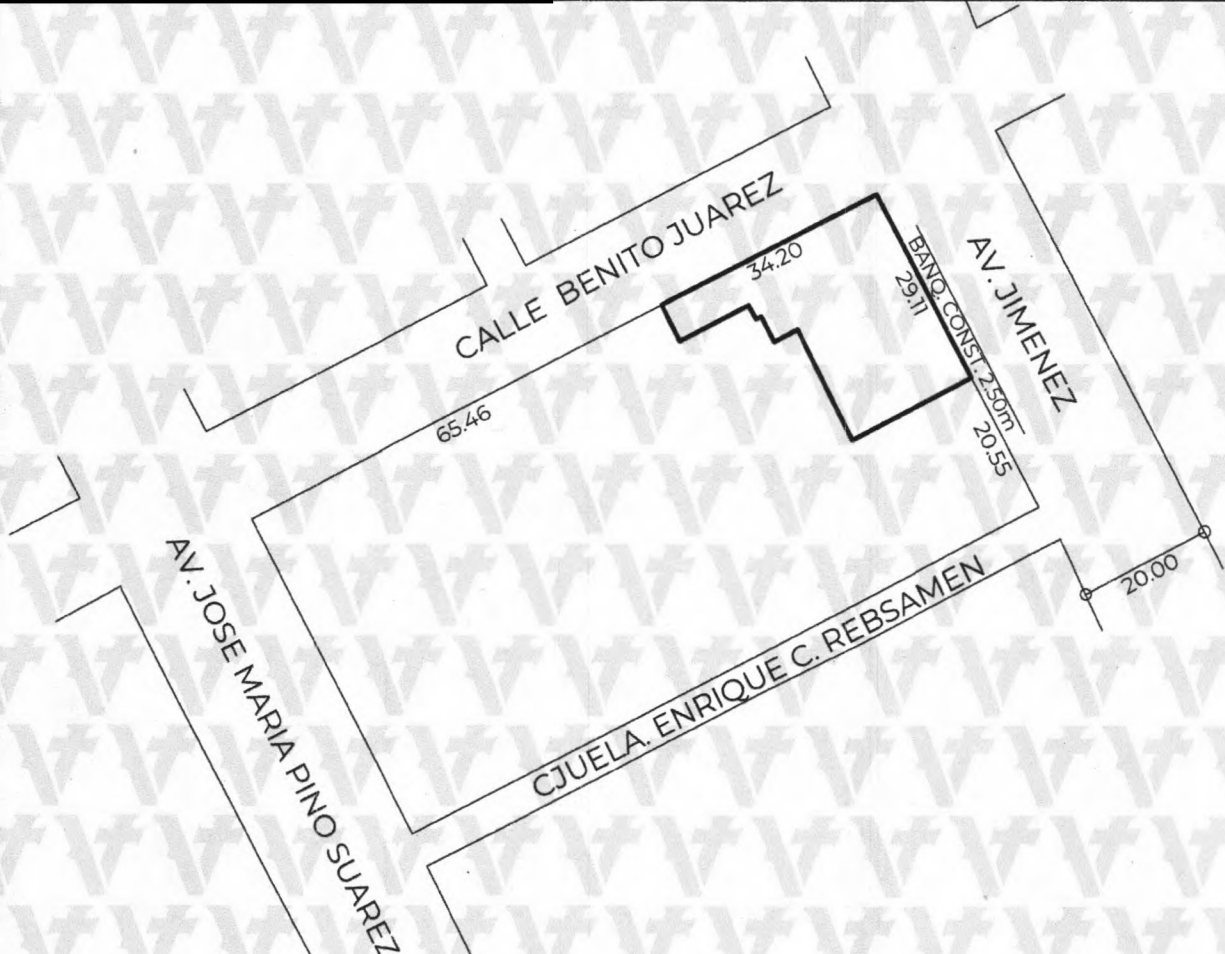 CALLE BENITO JUAREZ
34.20
BANQ. CONST. 2.50m
29.11
AV. JIMENEZ
65.46
20.55
AV. JOSE MARIA PINO SUAREZ
CJUELA. ENRIQUE C. REBSAMEN
20.00